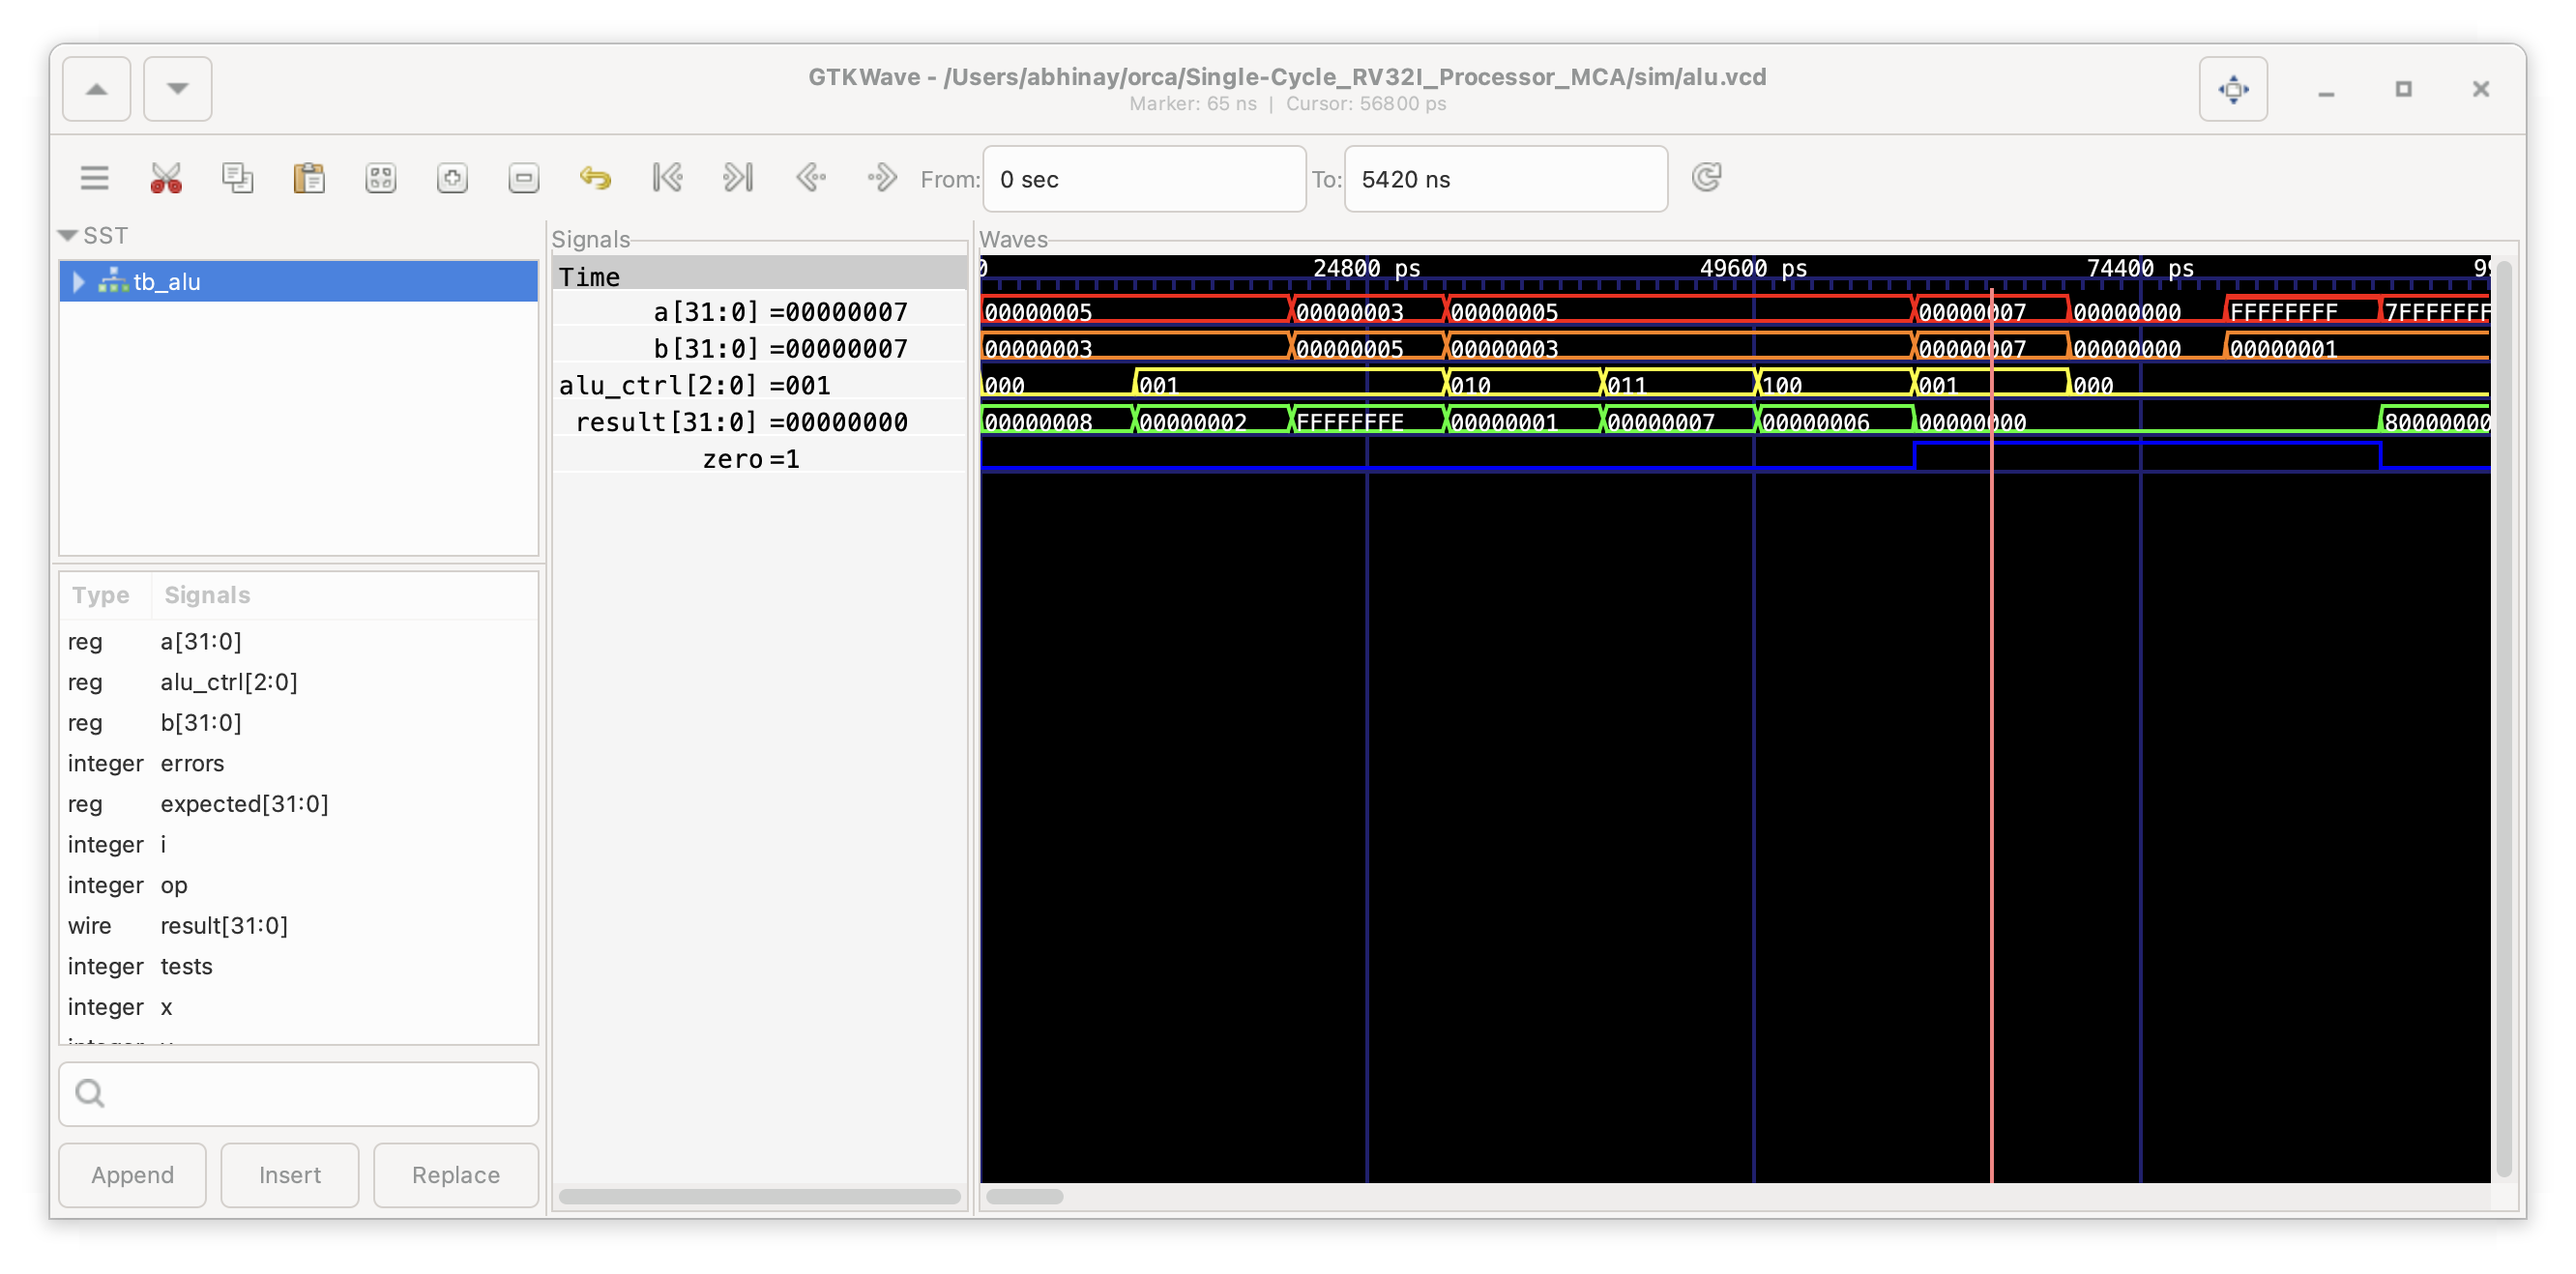 GTKWave - /Users/abhinay/orca/Single-Cycle_RV32I_Processor_MCA/sim/alu.vcd
Marker: 65 ns | Cursor: 56800 ps
From: 0 sec To: 5420 ns
SST
tb_alu
Type Signals
reg a[31:0]
reg alu_ctrl[2:0]
reg b[31:0]
integer errors
reg expected[31:0]
integer i
integer op
wire result[31:0]
integer tests
integer x
Append Insert Replace
Signals
Time
a[31:0] =00000007
b[31:0] =00000007
alu_ctrl[2:0] =001
result[31:0] =00000000
zero =1
Waves
0 24800 ps 49600 ps 74400 ps 99
00000005 00000003 00000005 00000007 00000000 FFFFFFFF 7FFFFFFF
00000003 00000005 00000003 00000007 00000000 00000001
000 001 010 011 100 001 000
00000008 00000002 FFFFFFFE 00000001 00000007 00000006 00000000 80000000